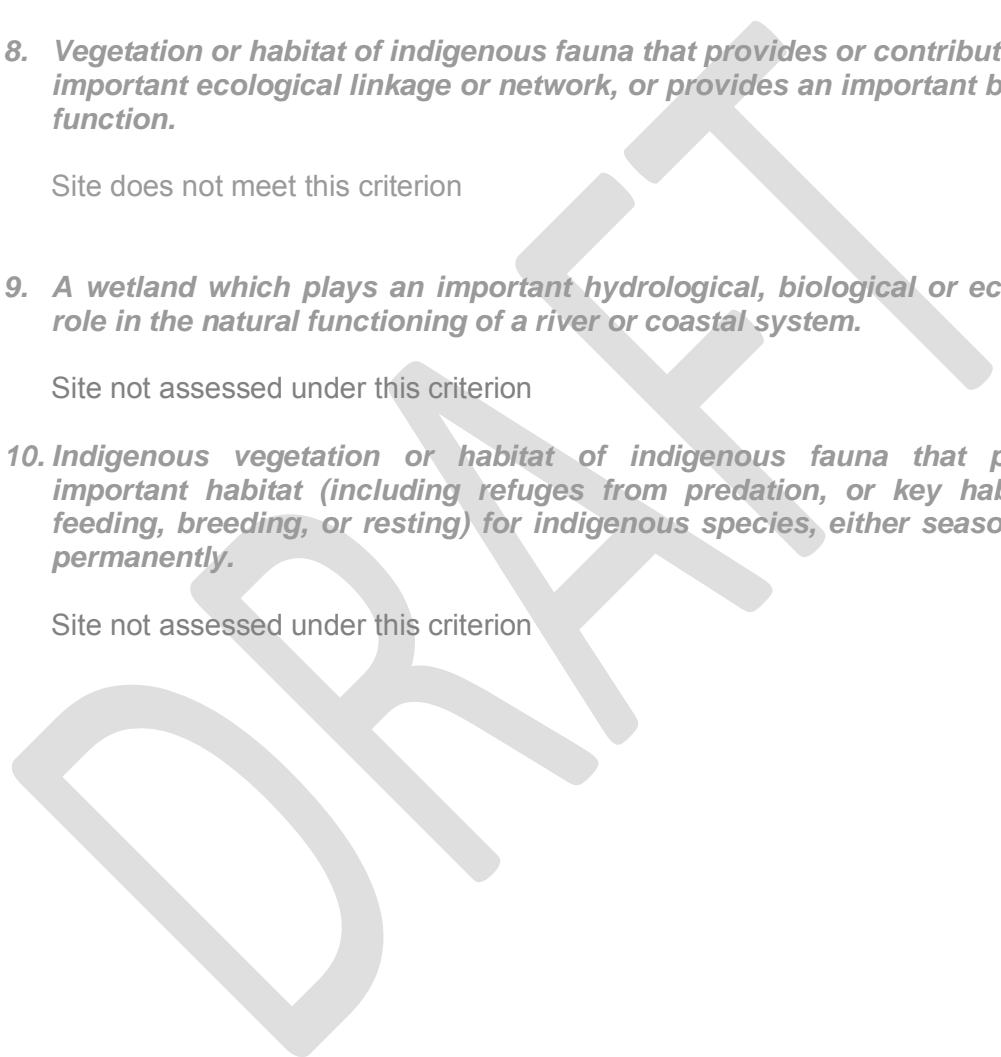 8. Vegetation or habitat of indigenous fauna that provides or
important ecological linkage or network, or provides an important
function.
Site does not meet this criterion
9. A wetland which plays an important hydrological, biological or
role in the natural functioning of a river or coastal system.
Site not assessed under this criterion
10. Indigenous vegetation or habitat of indigenous fauna that
important habitat (including refuges from predation, or key
feeding, breeding, or resting) for indigenous species, either
permanently.
Site not assessed under this criterion
DRAFT